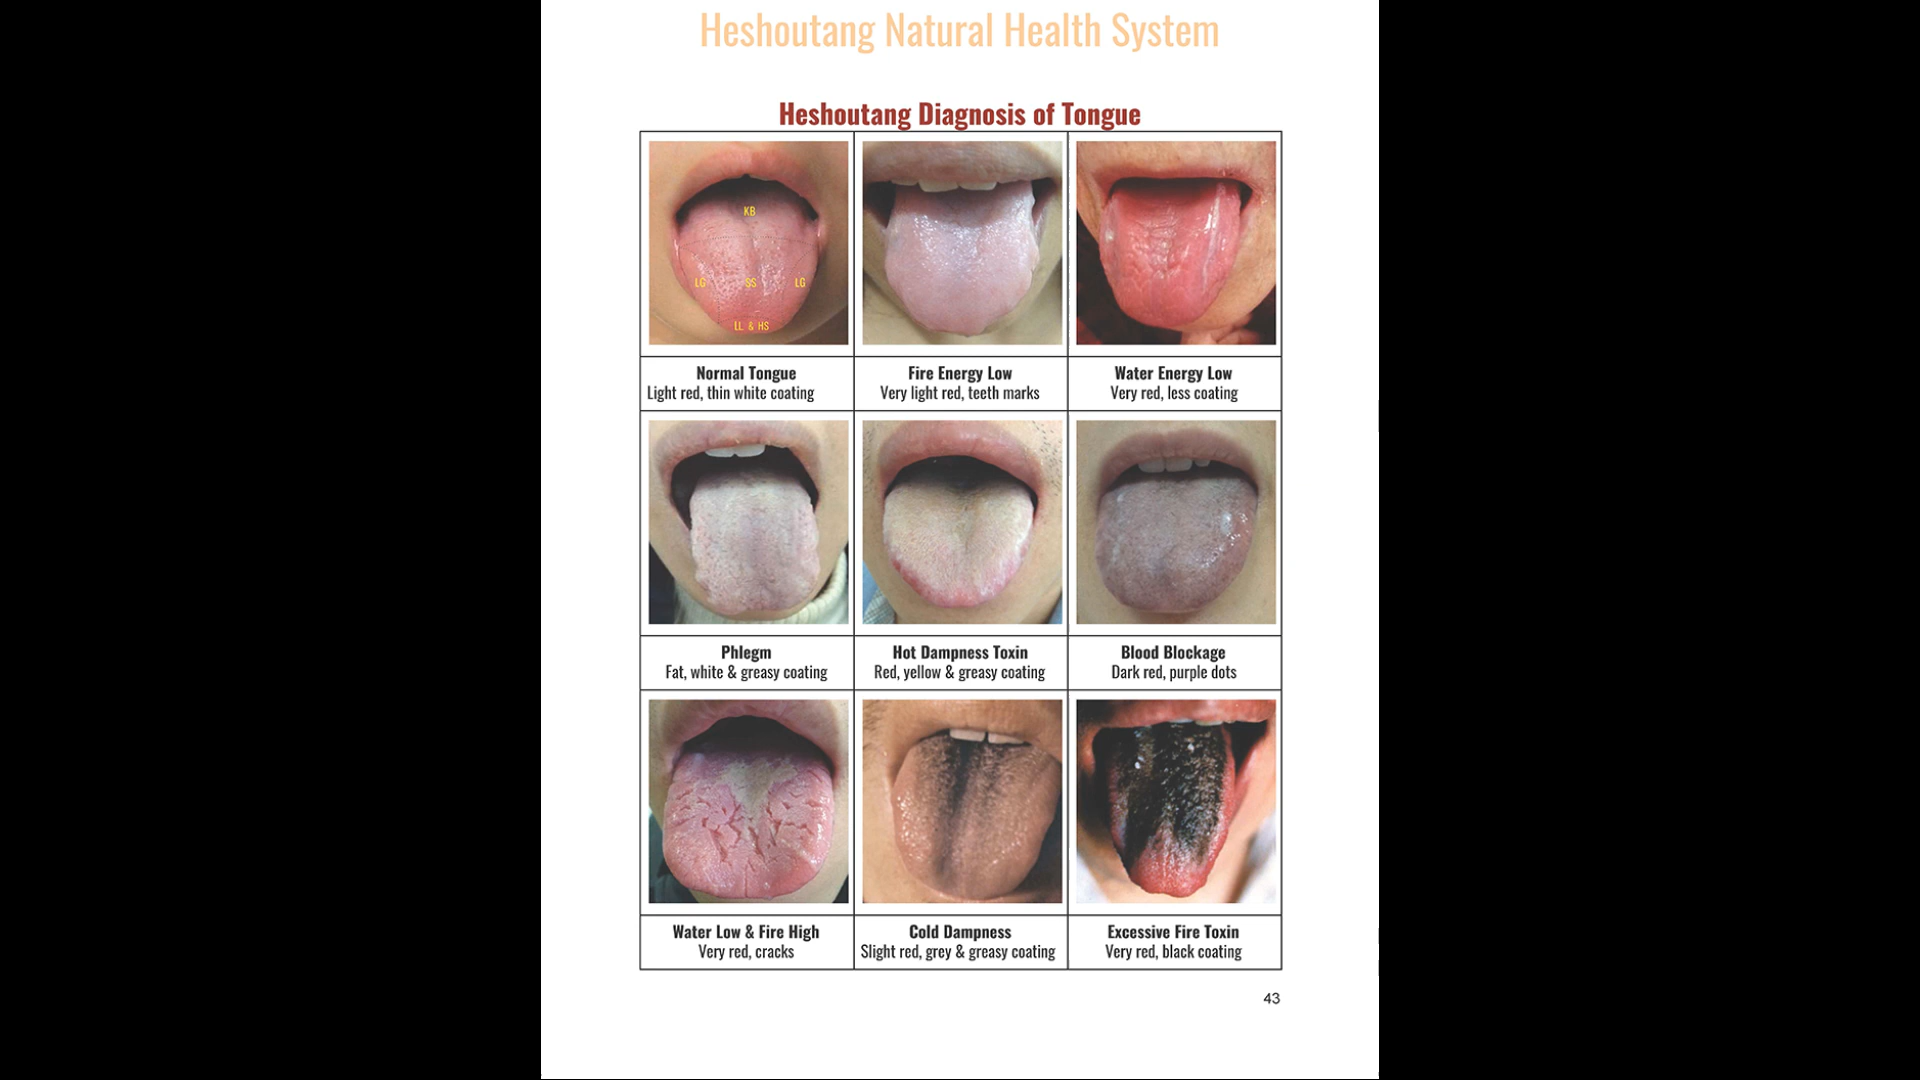 Heshoutang Natural Health System
Heshoutang Diagnosis of Tongue
KB
LG SS LG
LL & HS
Normal Tongue
Light red, thin white coating
Fire Energy Low
Very light red, teeth marks
Water Energy Low
Very red, less coating
Phlegm
Fat, white & greasy coating
Hot Dampness Toxin
Red, yellow & greasy coating
Blood Blockage
Dark red, purple dots
Water Low & Fire High
Very red, cracks
Cold Dampness
Slight red, grey & greasy coating
Excessive Fire Toxin
Very red, black coating
43